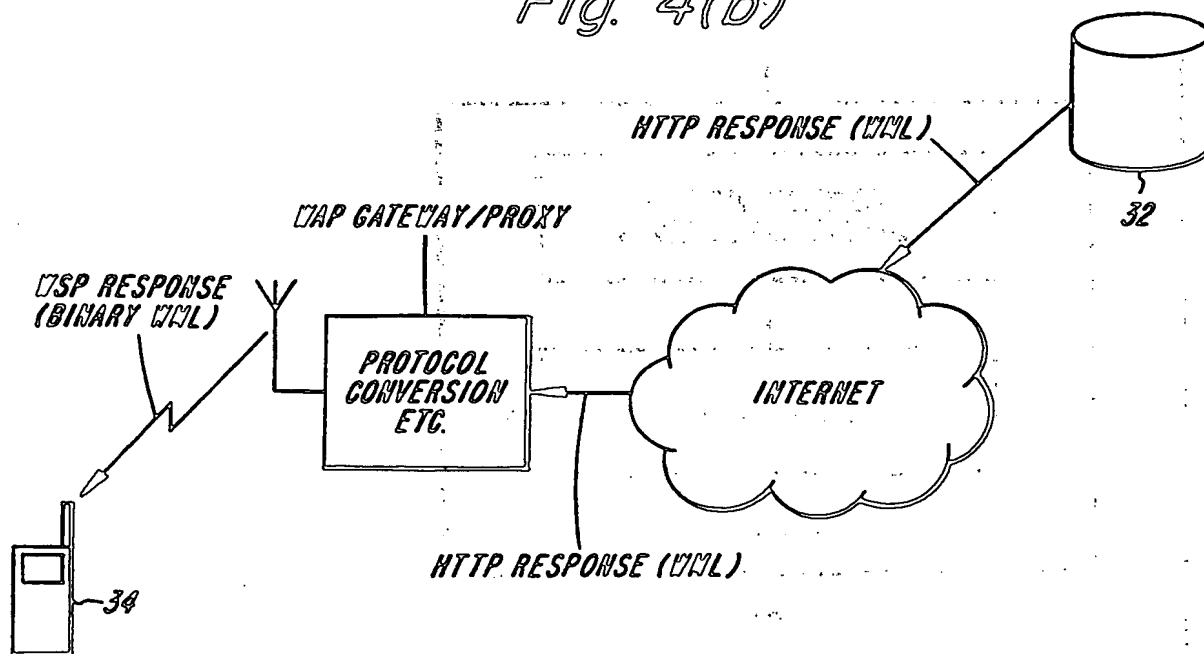 Fig. 4(b)
HTTP RESPONSE (WML)
32
WAP GATEWAY/PROXY
WSP RESPONSE
(BINARY WML)
PROTOCOL
CONVERSION
ETC.
INTERNET
HTTP RESPONSE (WML)
34